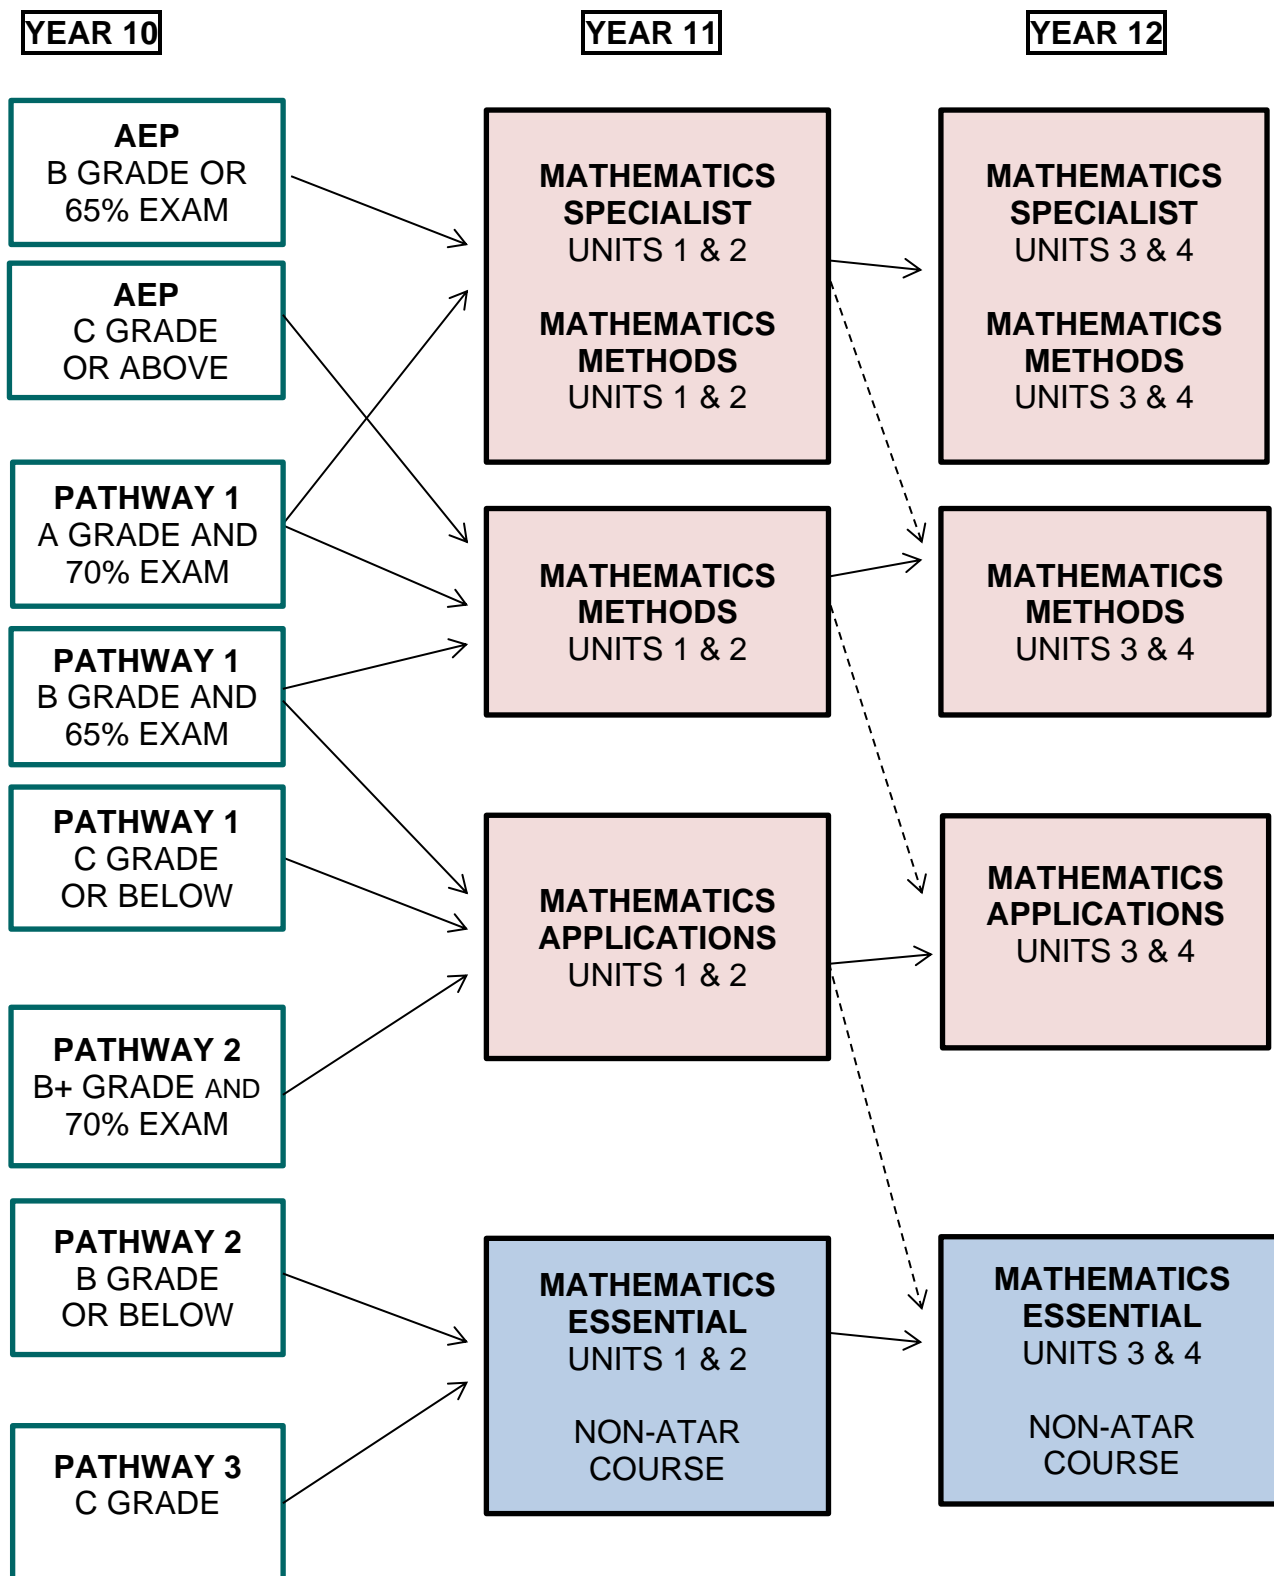 YEAR 10
YEAR 11
YEAR 12
AEP
B GRADE OR
65% EXAM
AEP
C GRADE
OR ABOVE
PATHWAY 1
A GRADE AND
70% EXAM
PATHWAY 1
B GRADE AND
65% EXAM
PATHWAY 1
C GRADE
OR BELOW
PATHWAY 2
B+ GRADE AND
70% EXAM
PATHWAY 2
B GRADE
OR BELOW
PATHWAY 3
C GRADE
MATHEMATICS
SPECIALIST
UNITS 1 & 2
MATHEMATICS
METHODS
UNITS 1 & 2
MATHEMATICS
METHODS
UNITS 1 & 2
MATHEMATICS
APPLICATIONS
UNITS 1 & 2
MATHEMATICS
ESSENTIAL
UNITS 1 & 2
NON-ATAR
COURSE
MATHEMATICS
SPECIALIST
UNITS 3 & 4
MATHEMATICS
METHODS
UNITS 3 & 4
MATHEMATICS
METHODS
UNITS 3 & 4
MATHEMATICS
APPLICATIONS
UNITS 3 & 4
MATHEMATICS
ESSENTIAL
UNITS 3 & 4
NON-ATAR
COURSE